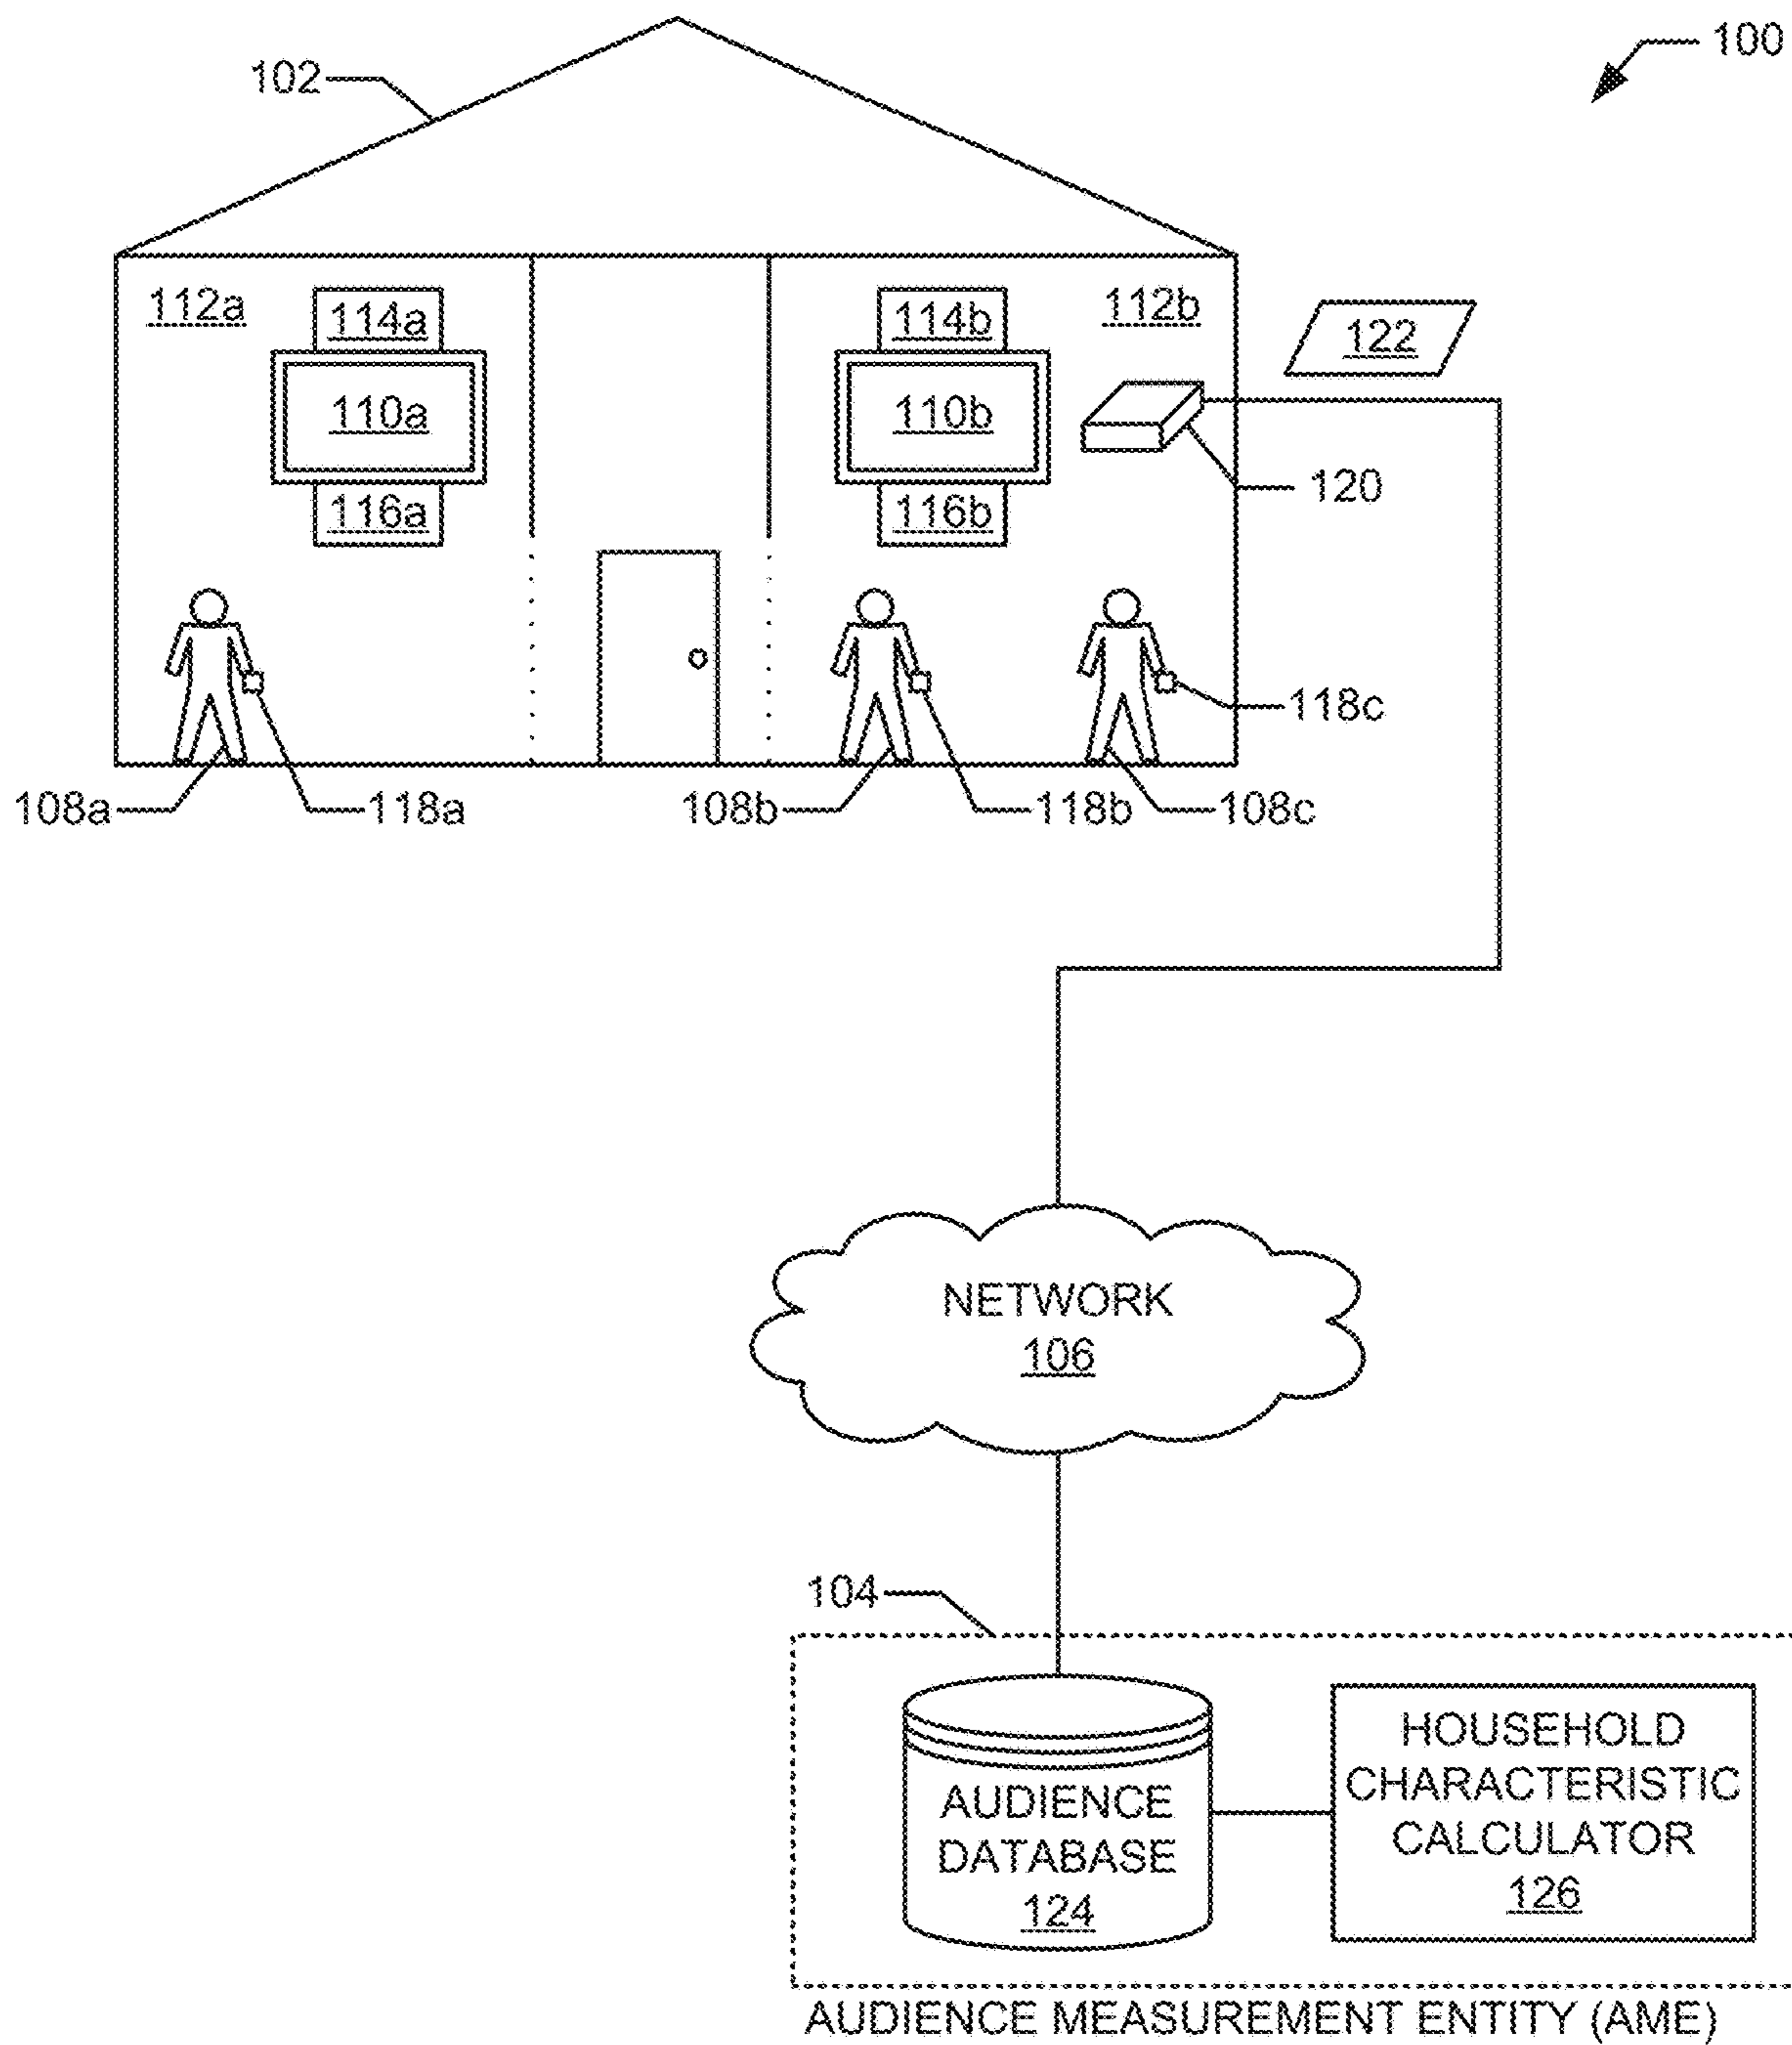 100
102
112a
114a
114b
112b
122
110a
110b
120
116a
116b
118c
108a
118a
108b
118b
108c
NETWORK
106
104
AUDIENCE
DATABASE
124
HOUSEHOLD
CHARACTERISTIC
CALCULATOR
126
AUDIENCE MEASUREMENT ENTITY (AME)